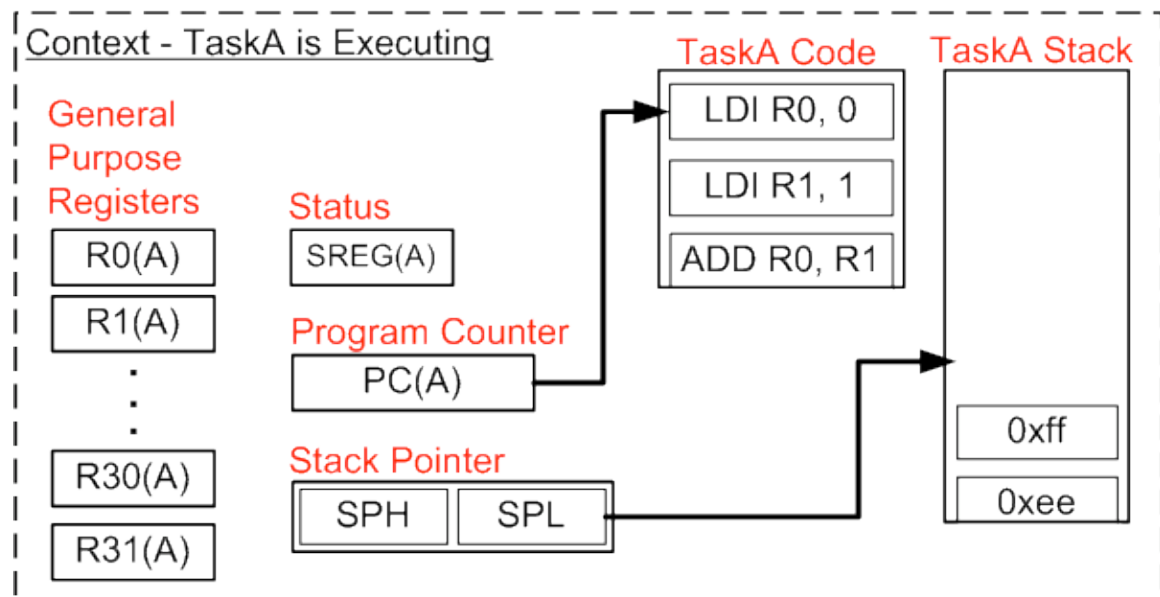 Context - TaskA is Executing
General
Purpose
Registers
R0(A)
R1(A)
R30(A)
R31(A)
Status
SREG(A)
Program Counter
PC(A)
Stack Pointer
SPH SPL
TaskA Code
LDI R0, 0
LDI R1, 1
ADD R0, R1
TaskA Stack
0xff
0xee